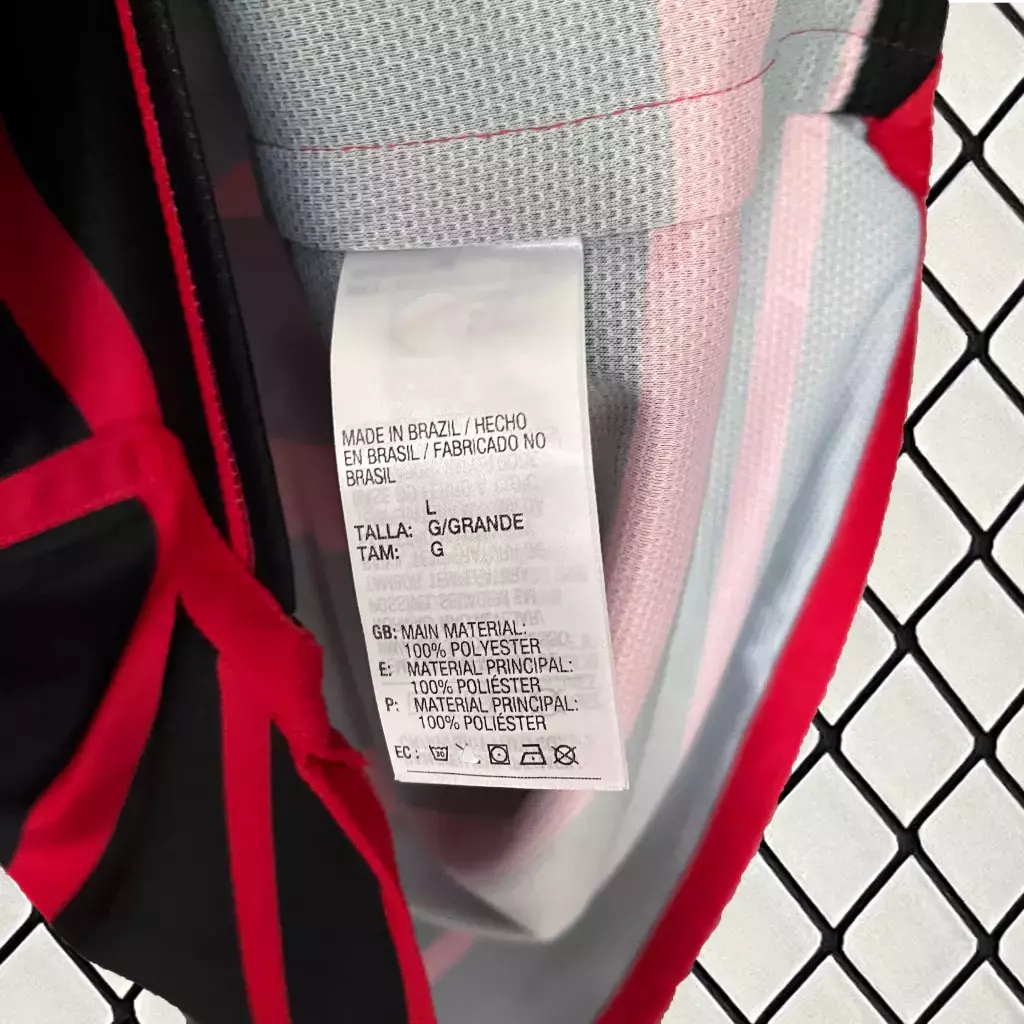 MADE IN BRAZIL / HECHO
EN BRASIL / FABRICADO NO
BRASIL
L
TALLA: G/GRANDE
TAM: G
GB: MAIN MATERIAL:
100% POLYESTER
E: MATERIAL PRINCIPAL:
100% POLIÉSTER
P: MATERIAL PRINCIPAL:
100% POLIÉSTER
EC: 30